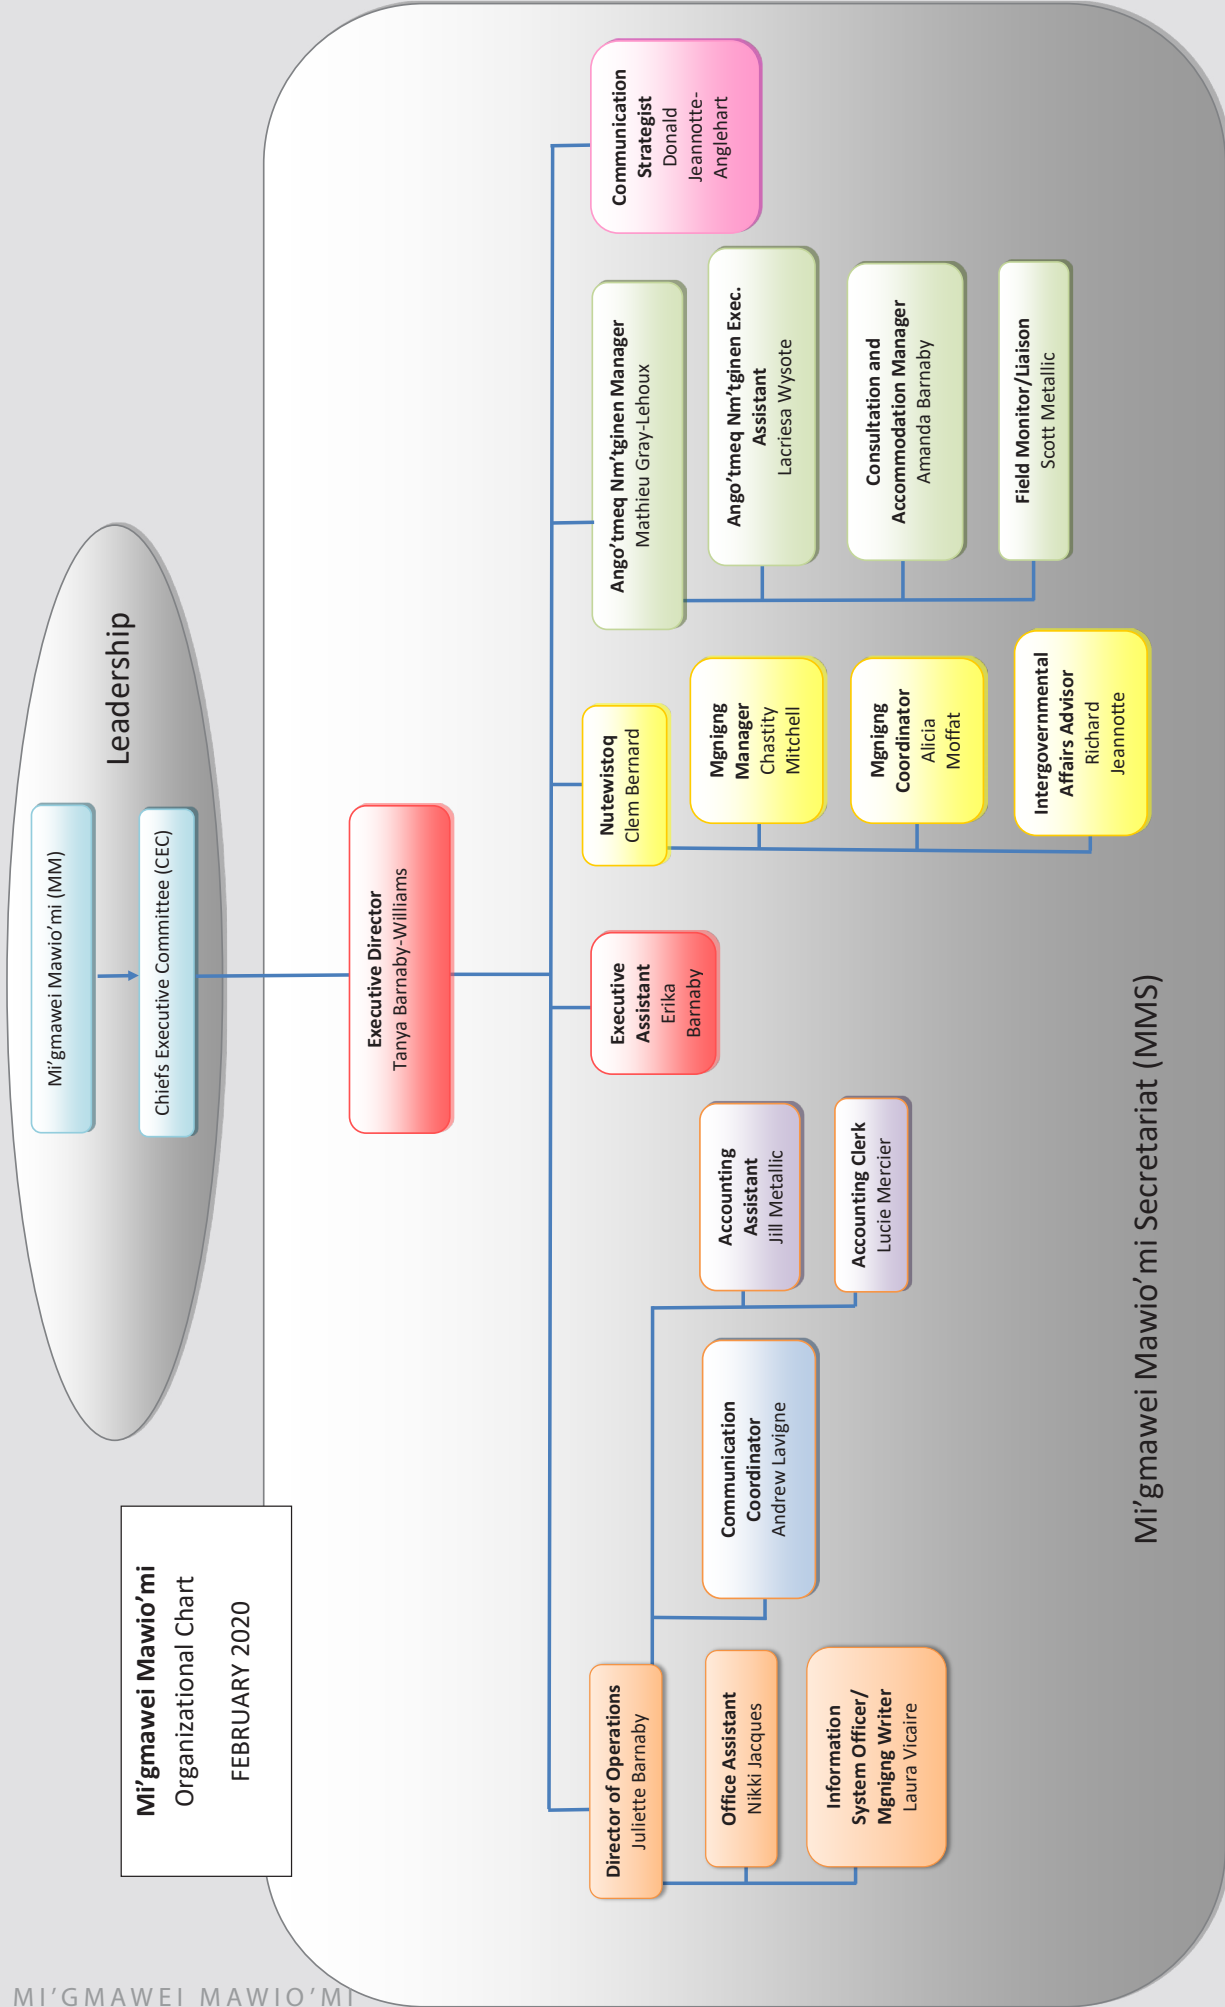 Mi'gmawei Mawio'mi
Organizational Chart
FEBRUARY 2020
Mi'gmawei Mawio'mi (MM)
Chiefs Executive Committee (CEC)
Leadership
Executive Director
Tanya Barnaby-Williams
Director of Operations
Juliette Barnaby
Office Assistant
Nikki Jacques
Information
System Officer/
Mgnigng Writer
Laura Vicaire
Communication
Coordinator
Andrew Lavigne
Accounting
Assistant
Jill Metallic
Accounting Clerk
Lucie Mercier
Executive
Assistant
Erika
Barnaby
Nutewistoq
Clem Bernard
Mgnigng
Manager
Chastity
Mitchell
Mgnigng
Coordinator
Alicia
Moffat
Intergovernmental
Affairs Advisor
Richard
Jeannotte
Ango'tmeq Nm'tginen Manager
Mathieu Gray-Lehoux
Ango'tmeq Nm'tginen Exec.
Assistant
Lacriesa Wysote
Consultation and
Accommodation Manager
Amanda Barnaby
Field Monitor/Liaison
Scott Metallic
Communication
Strategist
Donald
Jeannotte-
Anglehart
Mi'gmawei Mawio'mi Secretariat (MMS)
MI'GMAWEI MAWIO'MI